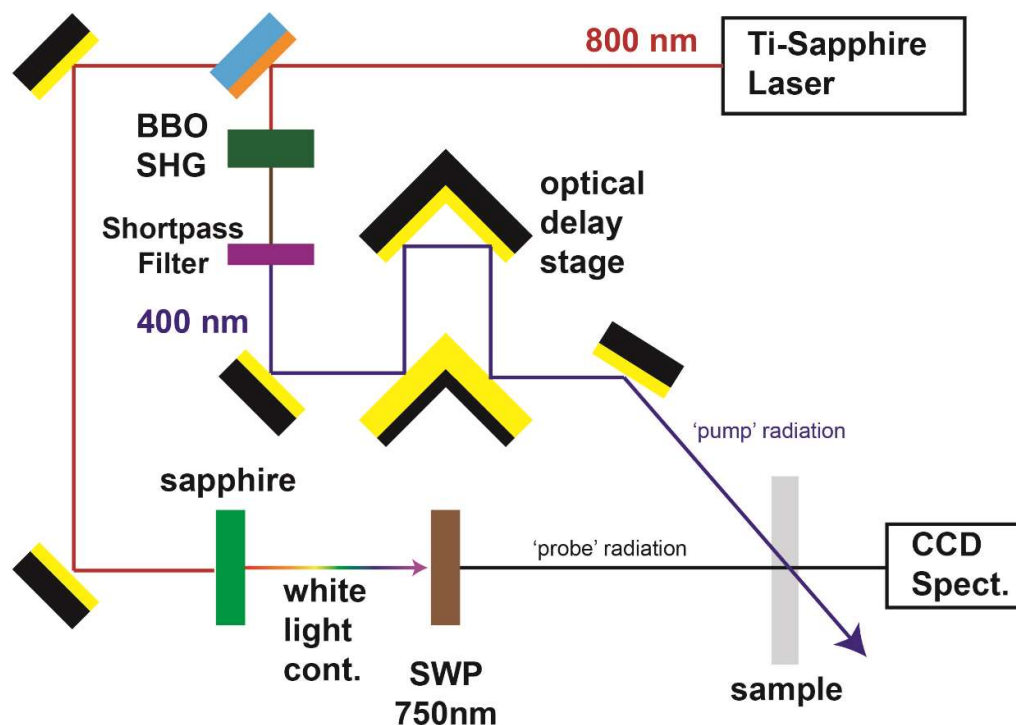 800 nm
Ti-Sapphire
Laser
BBO
SHG
Shortpass
Filter
optical
delay
stage
400 nm
‘pump’ radiation
sapphire
‘probe’ radiation
CCD
Spect.
white
light
cont.
SWP
750nm
sample